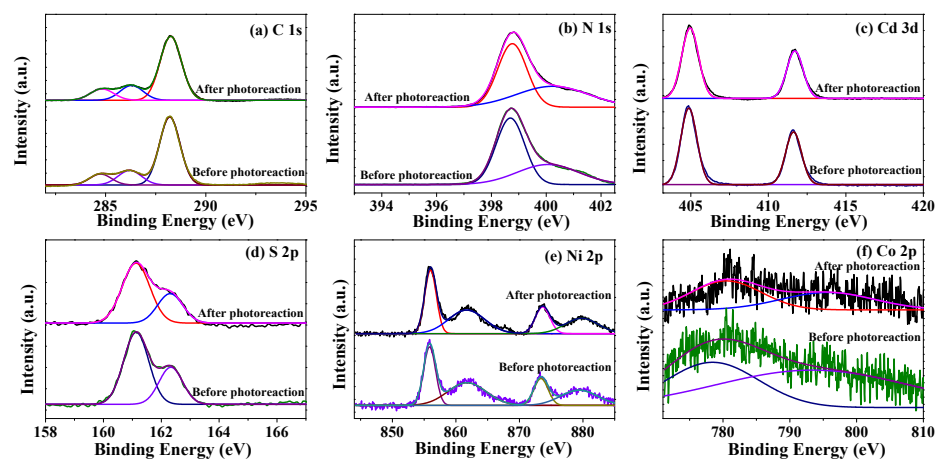 (a) C 1s
After photoreaction
Before photoreaction
Intensity (a.u.)
285 290 295
Binding Energy (eV)
(b) N 1s
After photoreaction
Before photoreaction
Intensity (a.u.)
394 396 398 400 402
Binding Energy (eV)
(c) Cd 3d
After photoreaction
Before photoreaction
Intensity (a.u.)
405 410 415 420
Binding Energy (eV)
(d) S 2p
After photoreaction
Before photoreaction
Intensity (a.u.)
158 160 162 164 166
Binding Energy (eV)
(e) Ni 2p
After photoreaction
Before photoreaction
Intensity (a.u.)
850 860 870 880
Binding Energy (eV)
(f) Co 2p
After photoreaction
Before photoreaction
Intensity (a.u.)
780 790 800 810
Binding Energy (eV)